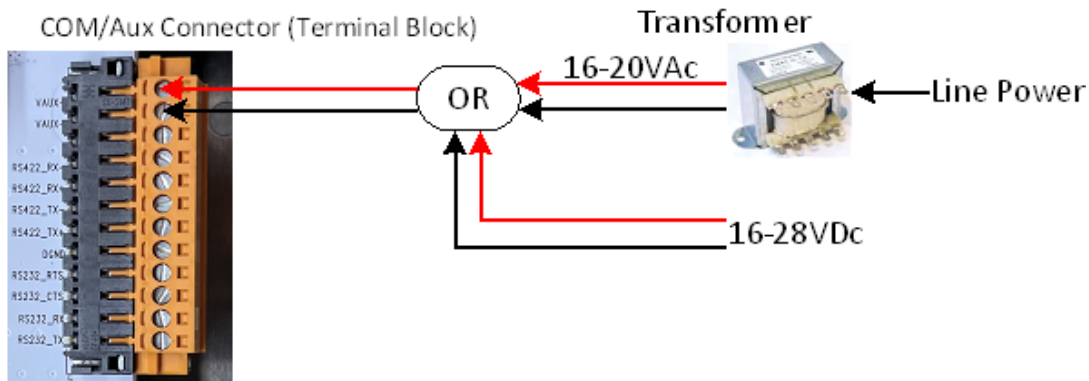 COM/Aux Connector (Terminal Block)
Transformer
16-20VAc
OR
Line Power
16-28VDc
VAUX-
VAUX-
RS422_RX-
RS422_RX-
RS422_TX-
RS422_TX+
DGND
RS232_RTS
RS232_CTS
RS232_RX
RS232_TX